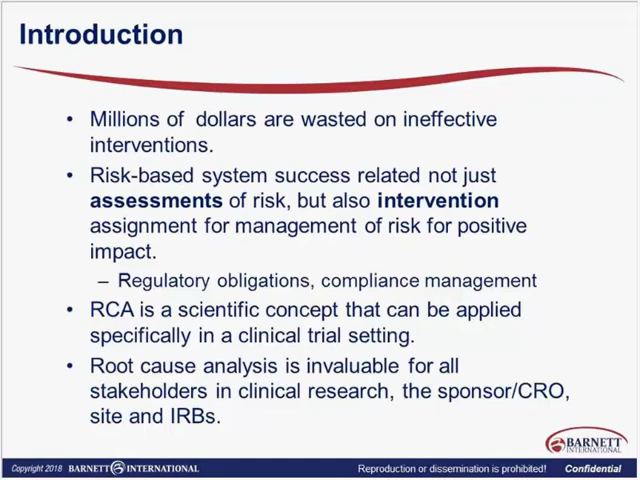 Introduction
• Millions of dollars are wasted on ineffective
interventions.
• Risk-based system success related not just
assessments of risk, but also intervention
assignment for management of risk for positive
impact.
– Regulatory obligations, compliance management
• RCA is a scientific concept that can be applied
specifically in a clinical trial setting.
• Root cause analysis is invaluable for all
stakeholders in clinical research, the sponsor/CRO,
site and IRBs.
BARNETT
INTERNATIONAL
Copyright 2018 BARNETT INTERNATIONAL Reproduction or dissemination is prohibited! Confidential